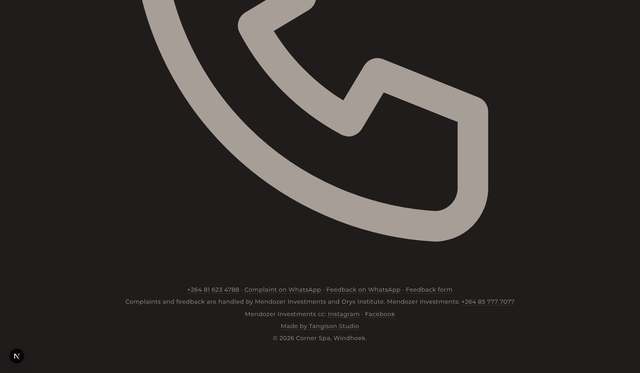 +264 81 623 4788 · Complaint on WhatsApp · Feedback on WhatsApp · Feedback form
Complaints and feedback are handled by Mendozer Investments and Oryx Institute. Mendozer Investments: +264 85 777 7077
Mendozer Investments cc: Instagram · Facebook
Made by Tangison Studio
© 2026 Corner Spa, Windhoek.
N